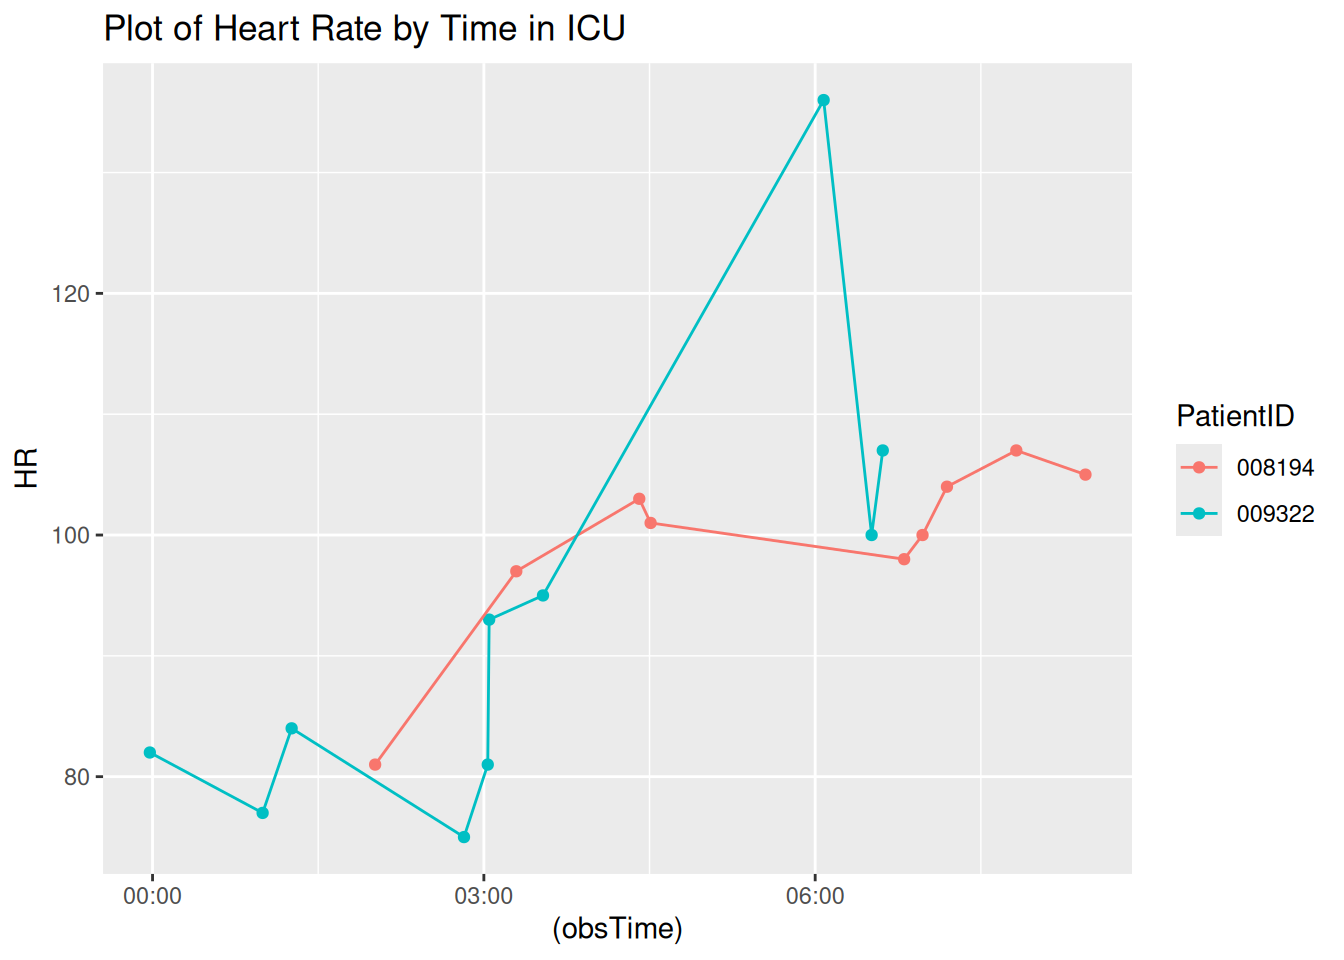 Plot of Heart Rate by Time in ICU
HR
120
100
80
00:00 03:00 06:00
(obsTime)
PatientID
008194
009322